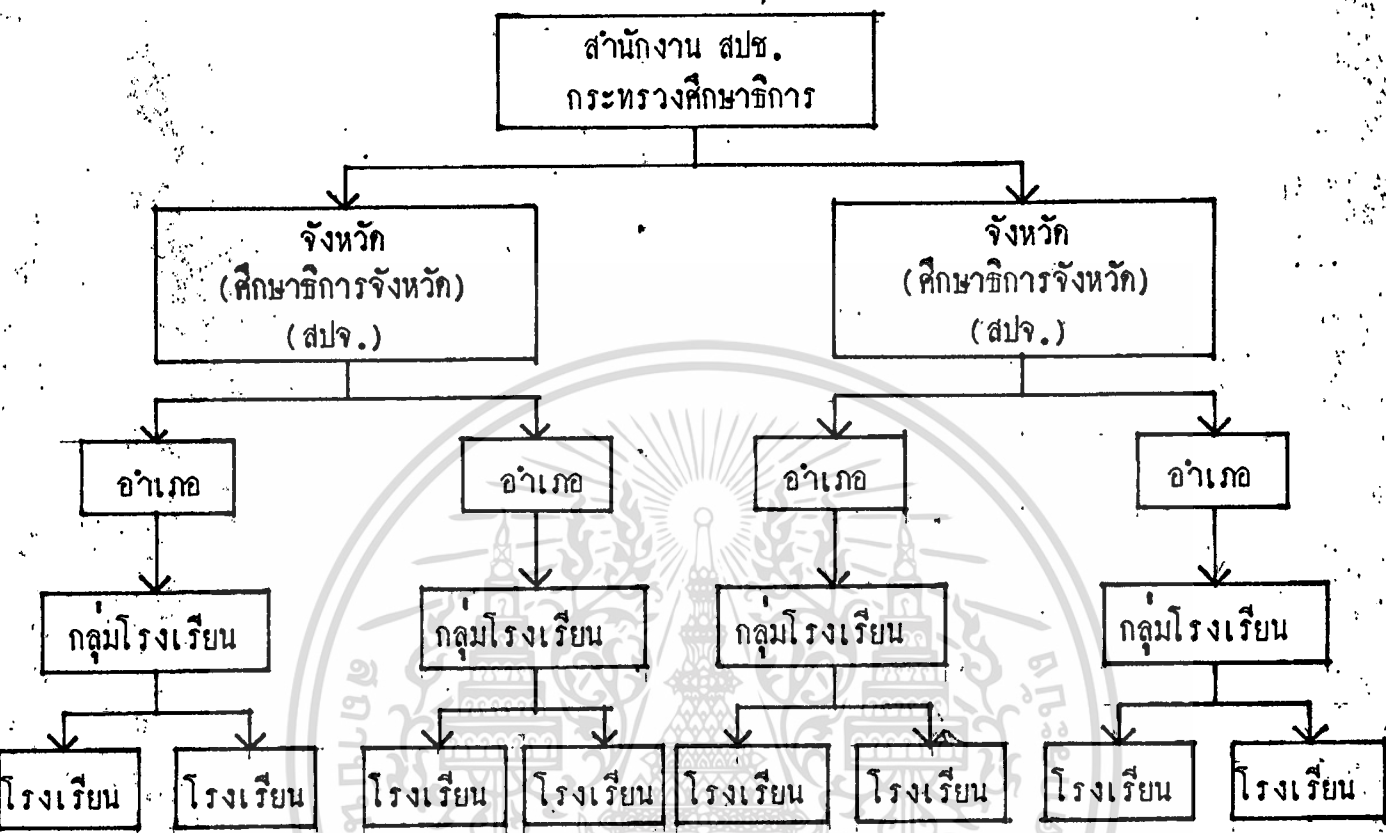 สำนักงาน สปช.
กระทรวงศึกษาธิการ
จังหวัด
(ศึกษาธิการจังหวัด)
(สปจ.)
จังหวัด
(ศึกษาธิการจังหวัด)
(สปจ.)
อำเภอ
อำเภอ
อำเภอ
อำเภอ
กลุ่มโรงเรียน
กลุ่มโรงเรียน
กลุ่มโรงเรียน
กลุ่มโรงเรียน
โรงเรียน
โรงเรียน
โรงเรียน
โรงเรียน
โรงเรียน
โรงเรียน
โรงเรียน
โรงเรียน